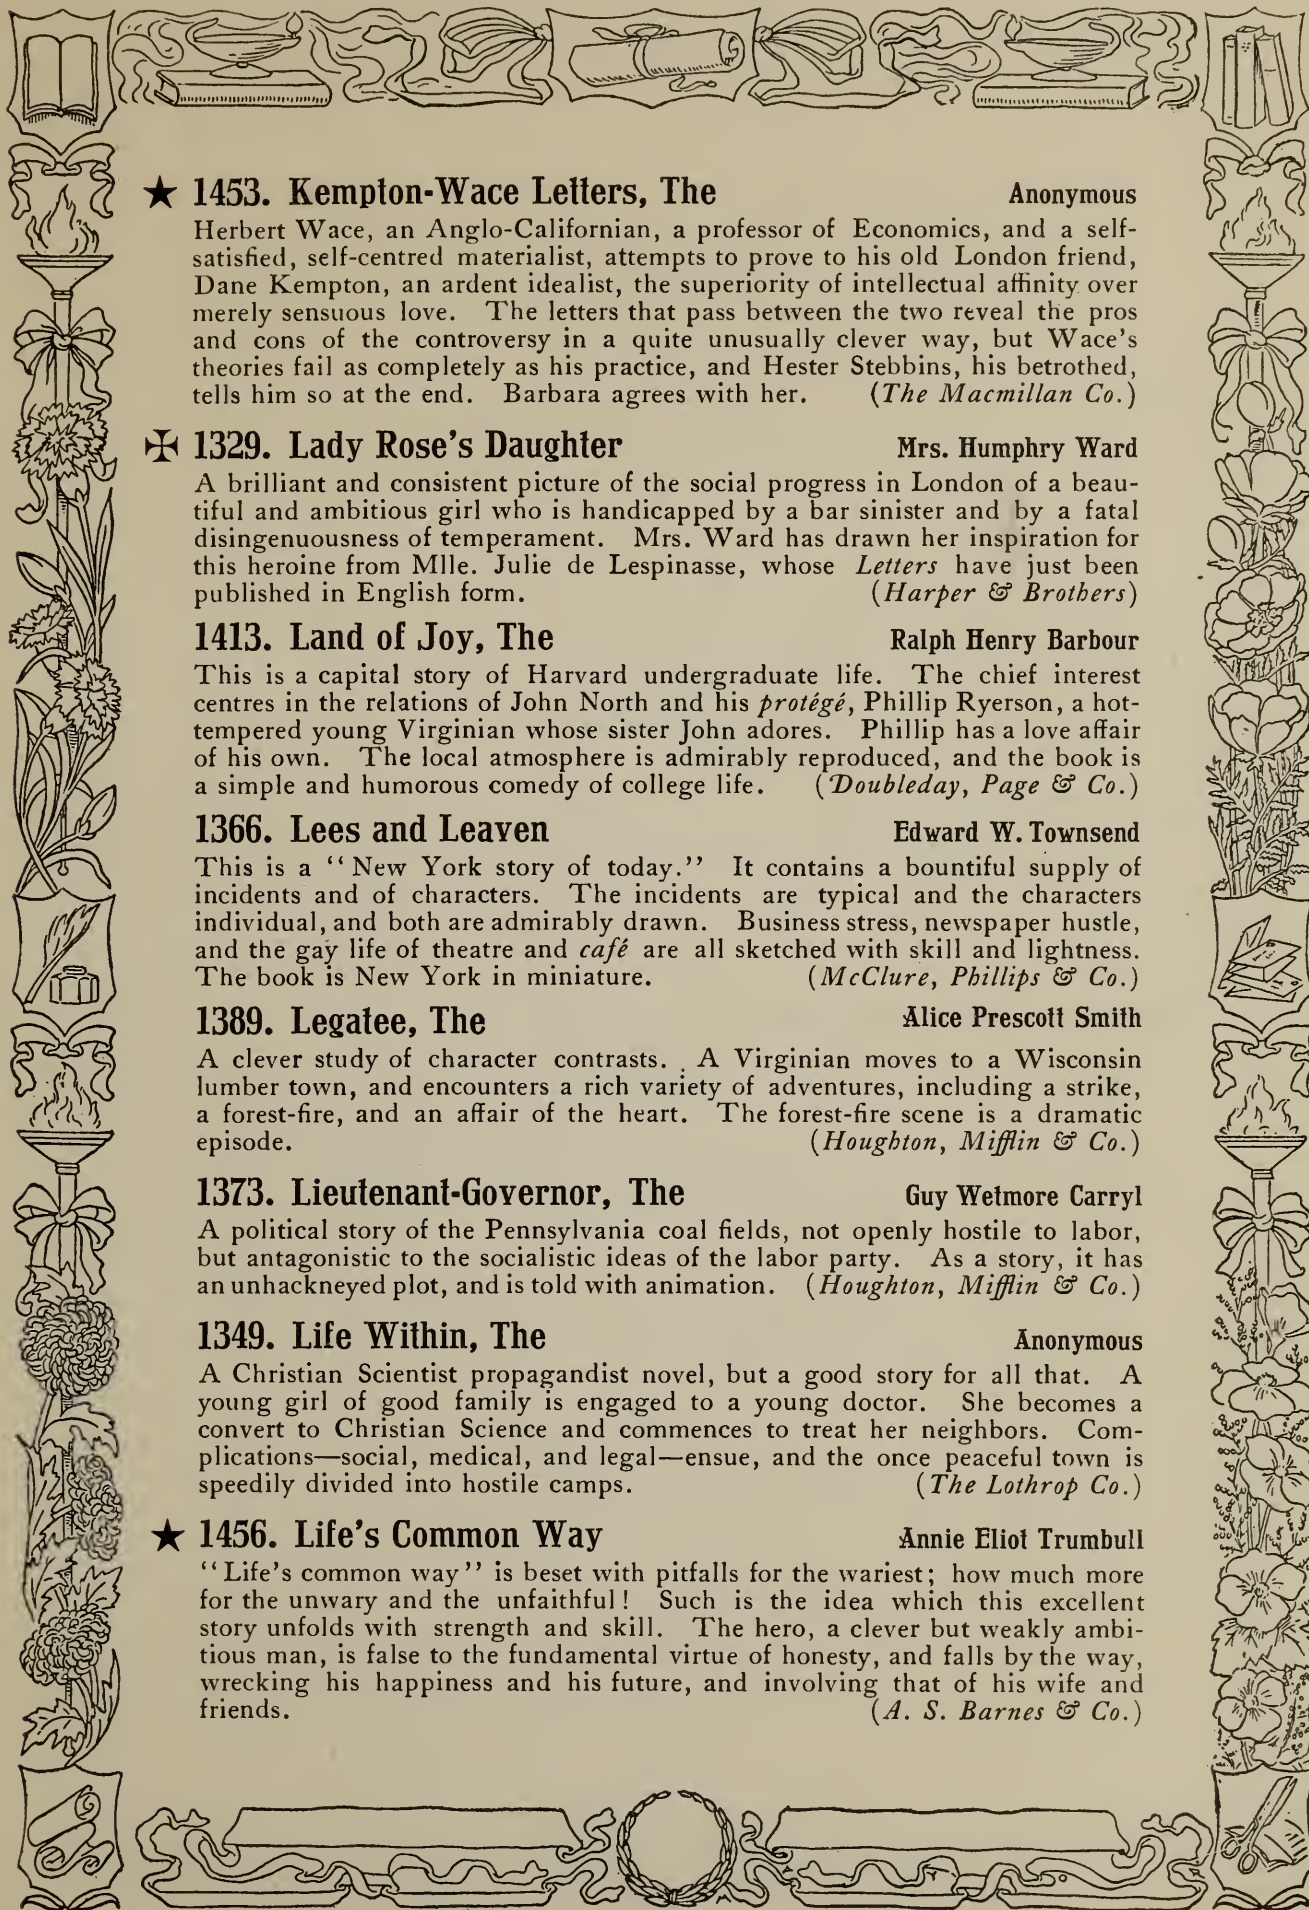 ★ 1453. Kempton-Wace Letters, The Anonymous
Herbert Wace, an Anglo-Californian, a professor of Economics, and a self-
satisfied, self-centred materialist, attempts to prove to his old London friend,
Dane Kempton, an ardent idealist, the superiority of intellectual affinity over
merely sensuous love. The letters that pass between the two reveal the pros
and cons of the controversy in a quite unusually clever way, but Wace's
theories fail as completely as his practice, and Hester Stebbins, his betrothed,
tells him so at the end. Barbara agrees with her. (The Macmillan Co.)
✠ 1329. Lady Rose's Daughter Mrs. Humphry Ward
A brilliant and consistent picture of the social progress in London of a beau-
tiful and ambitious girl who is handicapped by a bar sinister and by a fatal
disingenuousness of temperament. Mrs. Ward has drawn her inspiration for
this heroine from Mlle. Julie de Lespinasse, whose Letters have just been
published in English form. (Harper & Brothers)
1413. Land of Joy, The Ralph Henry Barbour
This is a capital story of Harvard undergraduate life. The chief interest
centres in the relations of John North and his protégé, Phillip Ryerson, a hot-
tempered young Virginian whose sister John adores. Phillip has a love affair
of his own. The local atmosphere is admirably reproduced, and the book is
a simple and humorous comedy of college life. (Doubleday, Page & Co.)
1366. Lees and Leaven Edward W. Townsend
This is a "New York story of today." It contains a bountiful supply of
incidents and of characters. The incidents are typical and the characters
individual, and both are admirably drawn. Business stress, newspaper hustle,
and the gay life of theatre and café are all sketched with skill and lightness.
The book is New York in miniature. (McClure, Phillips & Co.)
1389. Legatee, The Alice Prescott Smith
A clever study of character contrasts. A Virginian moves to a Wisconsin
lumber town, and encounters a rich variety of adventures, including a strike,
a forest-fire, and an affair of the heart. The forest-fire scene is a dramatic
episode. (Houghton, Mifflin & Co.)
1373. Lieutenant-Governor, The Guy Wetmore Carryl
A political story of the Pennsylvania coal fields, not openly hostile to labor,
but antagonistic to the socialistic ideas of the labor party. As a story, it has
an unhackneyed plot, and is told with animation. (Houghton, Mifflin & Co.)
1349. Life Within, The Anonymous
A Christian Scientist propagandist novel, but a good story for all that. A
young girl of good family is engaged to a young doctor. She becomes a
convert to Christian Science and commences to treat her neighbors. Com-
plications—social, medical, and legal—ensue, and the once peaceful town is
speedily divided into hostile camps. (The Lothrop Co.)
★ 1456. Life's Common Way Annie Eliot Trumbull
"Life's common way" is beset with pitfalls for the wariest; how much more
for the unwary and the unfaithful! Such is the idea which this excellent
story unfolds with strength and skill. The hero, a clever but weakly ambi-
tious man, is false to the fundamental virtue of honesty, and falls by the way,
wrecking his happiness and his future, and involving that of his wife and
friends. (A. S. Barnes & Co.)